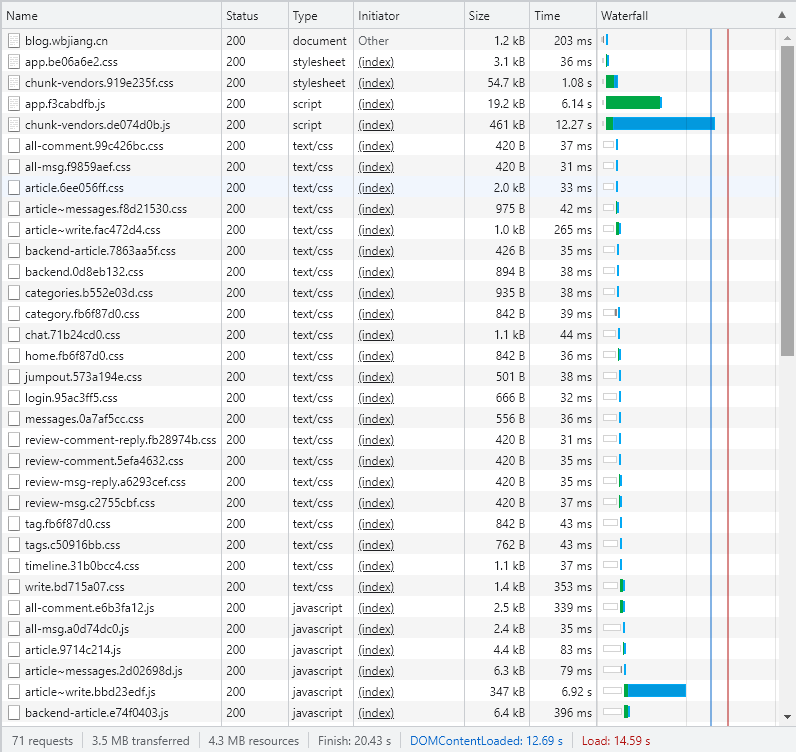 Name Status Type Initiator Size Time Waterfall
blog.wbjiang.cn 200 document Other 1.2 kB 203 ms
app.be06a6e2.css 200 stylesheet (index) 3.1 kB 36 ms
chunk-vendors.919e235f.css 200 stylesheet (index) 54.7 kB 1.08 s
app.f3cabdfb.js 200 script (index) 19.2 kB 6.14 s
chunk-vendors.de074d0b.js 200 script (index) 461 kB 12.27 s
all-comment.99c426bc.css 200 text/css (index) 420 B 37 ms
all-msg.f9859aef.css 200 text/css (index) 420 B 31 ms
article.6ee056ff.css 200 text/css (index) 2.0 kB 33 ms
article~messages.f8d21530.css 200 text/css (index) 975 B 42 ms
article~write.fac472d4.css 200 text/css (index) 1.0 kB 265 ms
backend-article.7863aa5f.css 200 text/css (index) 426 B 35 ms
backend.0d8eb132.css 200 text/css (index) 894 B 38 ms
categories.b552e03d.css 200 text/css (index) 935 B 38 ms
category.fb6f87d0.css 200 text/css (index) 842 B 39 ms
chat.71b24cd0.css 200 text/css (index) 1.1 kB 44 ms
home.fb6f87d0.css 200 text/css (index) 842 B 36 ms
jumpout.573a194e.css 200 text/css (index) 501 B 38 ms
login.95ac3ff5.css 200 text/css (index) 666 B 32 ms
messages.0a7af5cc.css 200 text/css (index) 556 B 36 ms
review-comment-reply.fb28974b.css 200 text/css (index) 420 B 31 ms
review-comment.5efa4632.css 200 text/css (index) 420 B 35 ms
review-msg-reply.a6293cef.css 200 text/css (index) 420 B 35 ms
review-msg.c2755cbf.css 200 text/css (index) 420 B 37 ms
tag.fb6f87d0.css 200 text/css (index) 842 B 43 ms
tags.c50916bb.css 200 text/css (index) 762 B 43 ms
timeline.31b0bcc4.css 200 text/css (index) 1.1 kB 37 ms
write.bd715a07.css 200 text/css (index) 1.4 kB 353 ms
all-comment.e6b3fa12.js 200 javascript (index) 2.5 kB 339 ms
all-msg.a0d74dc0.js 200 javascript (index) 2.4 kB 35 ms
article.9714c214.js 200 javascript (index) 4.4 kB 83 ms
article~messages.2d02698d.js 200 javascript (index) 6.3 kB 79 ms
article~write.bbd23edf.js 200 javascript (index) 347 kB 6.92 s
backend-article.e74f0403.js 200 javascript (index) 6.4 kB 396 ms
71 requests 3.5 MB transferred 4.3 MB resources Finish: 20.43 s DOMContentLoaded: 12.69 s Load: 14.59 s